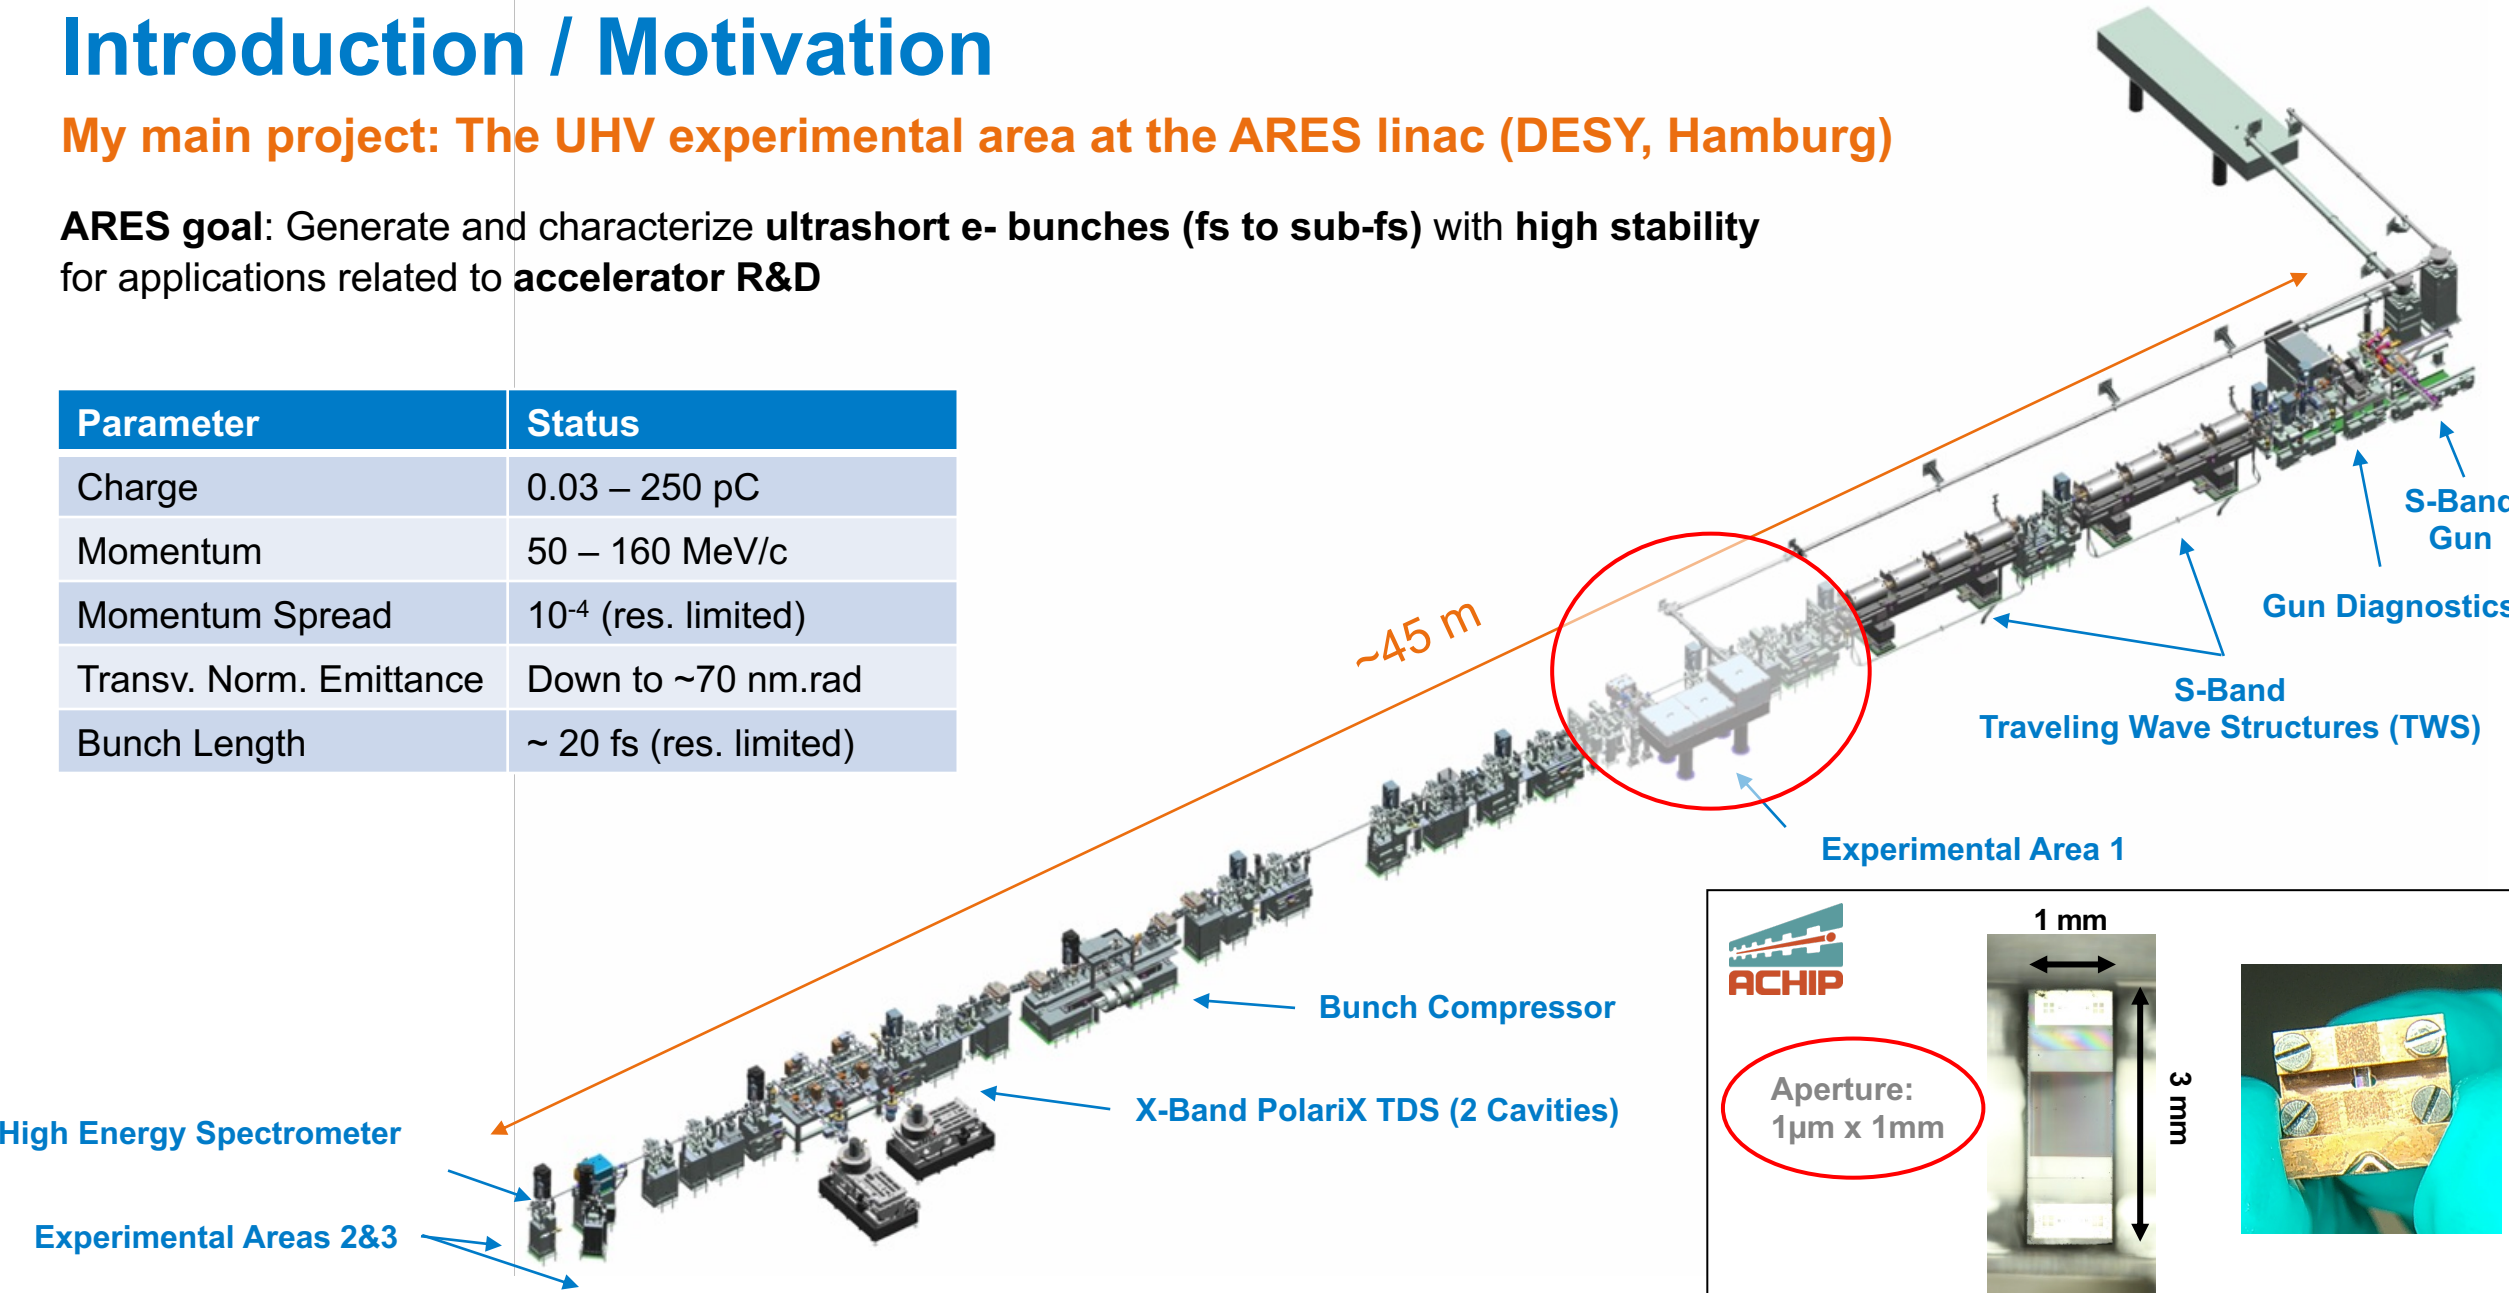 Introduction / Motivation
My main project: The UHV experimental area at the ARES linac (DESY, Hamburg)
ARES goal: Generate and characterize ultrashort e- bunches (fs to sub-fs) with high stability
for applications related to accelerator R&D
Parameter Status
Charge 0.03 – 250 pC
Momentum 50 – 160 MeV/c
Momentum Spread 10-4 (res. limited)
Transv. Norm. Emittance Down to ~70 nm.rad
Bunch Length ~ 20 fs (res. limited)
~45 m
S-Band
Gun
Gun Diagnostics
S-Band
Traveling Wave Structures (TWS)
Experimental Area 1
Bunch Compressor
X-Band PolariX TDS (2 Cavities)
High Energy Spectrometer
Experimental Areas 2&3
ACHIP
1 mm
3 mm
Aperture:
1µm x 1mm